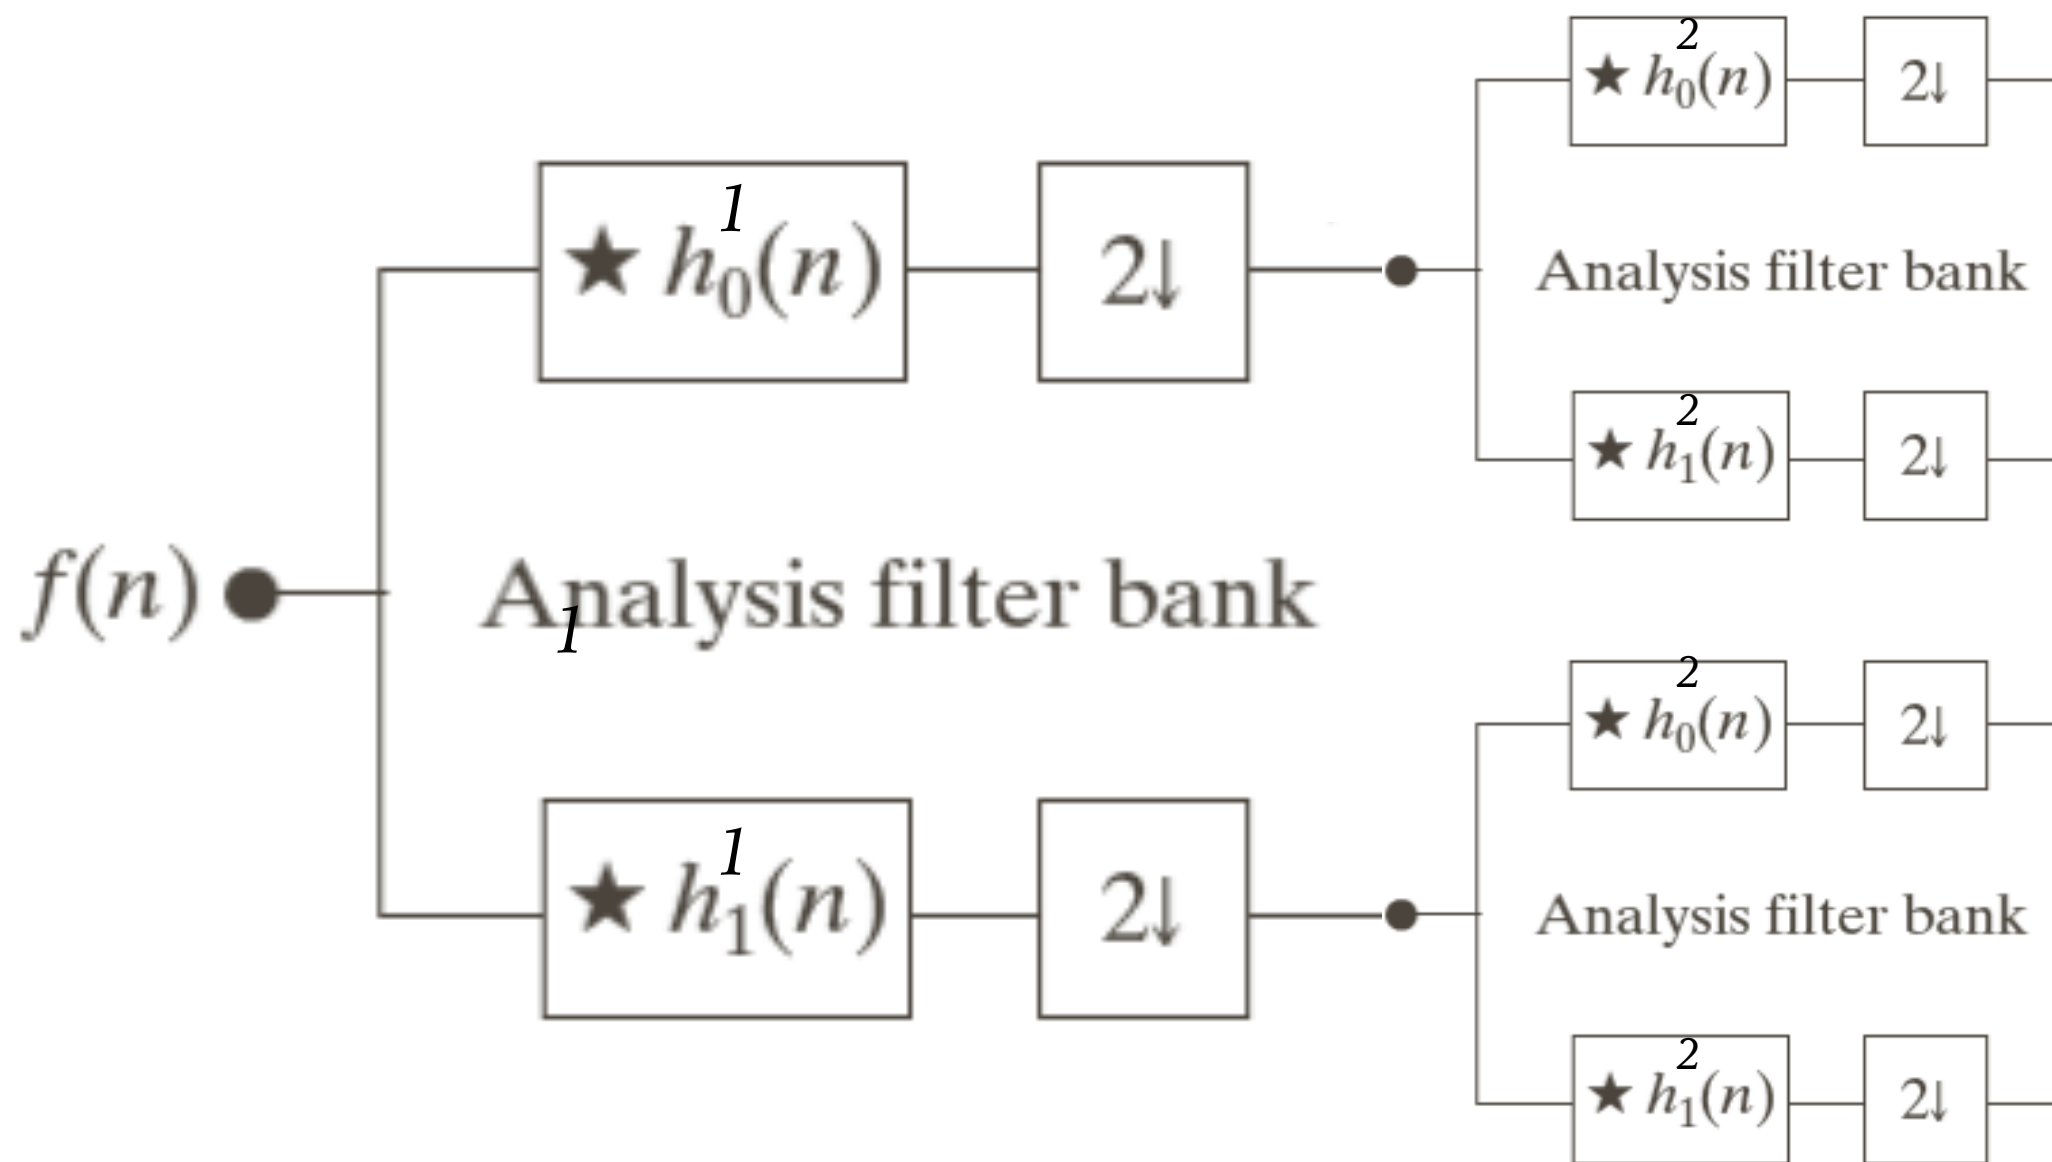 2
★ h0(n) 2↓
1
★ h0(n) 2↓
Analysis filter bank
2
★ h1(n) 2↓
f(n)
Analysis filter bank
1
2
★ h0(n) 2↓
1
★ h1(n) 2↓
Analysis filter bank
2
★ h1(n) 2↓